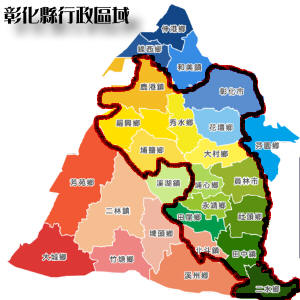 彰化縣行政區域
伸港鄉
線西鄉
和美鎮
鹿港鎮
彰化市
福興鄉
秀水鄉
花壇鄉
芬園鄉
埔鹽鄉
大村鄉
芳苑鄉
溪湖鎮
埔心鄉
員林市
二林鎮
永靖鄉
埤頭鄉
田尾鄉
社頭鄉
北斗鎮
田中鎮
大城鄉
竹塘鄉
溪州鄉
二水鄉